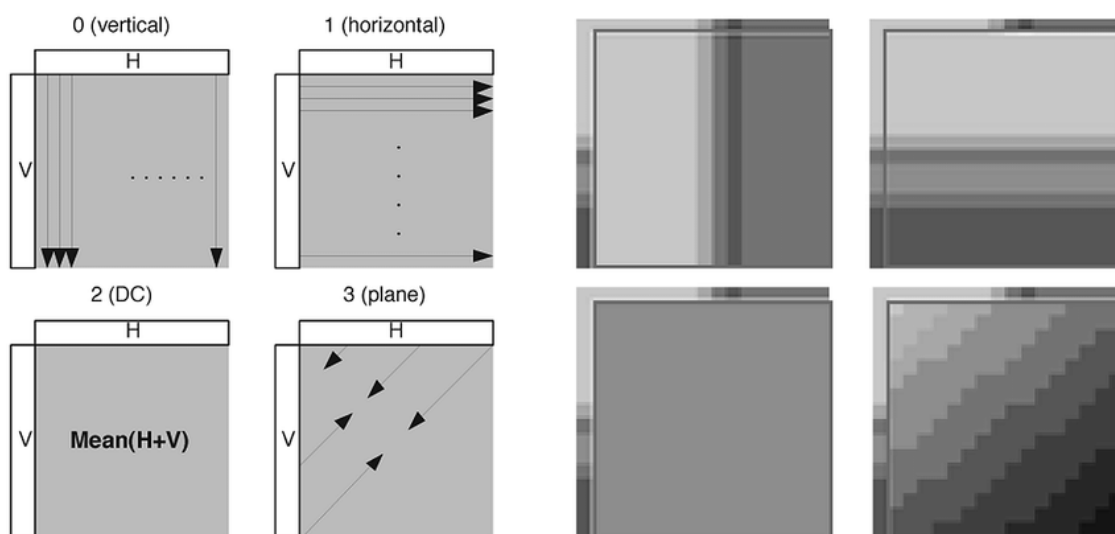 0 (vertical)
1 (horizontal)
H
H
V
V
2 (DC)
3 (plane)
H
H
V
Mean(H+V)
V